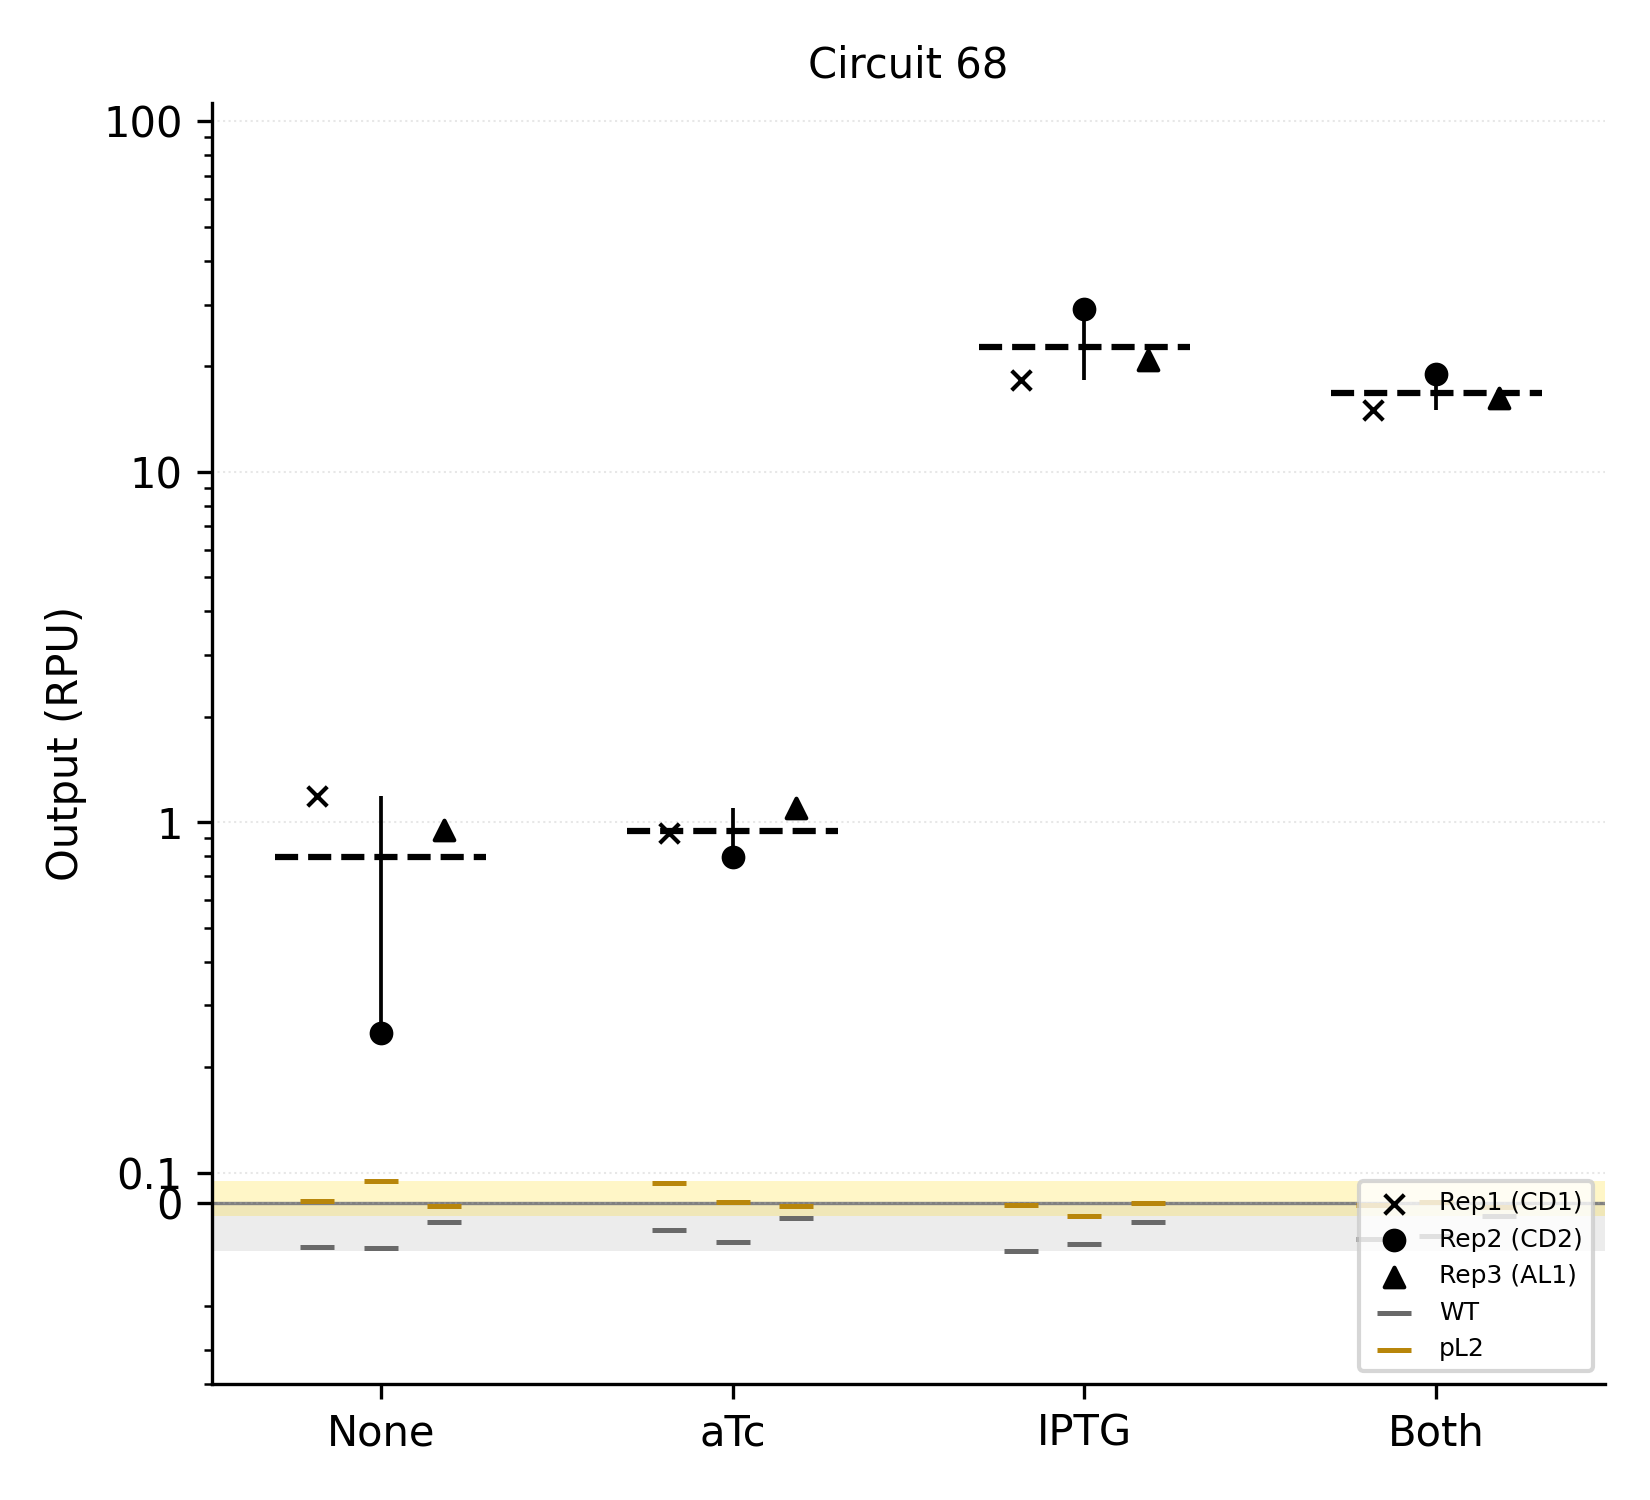 Circuit 68
Output (RPU)
100
10
1
0.1
0
None
aTc
IPTG
Both
Rep1 (CD1)
Rep2 (CD2)
Rep3 (AL1)
WT
pL2